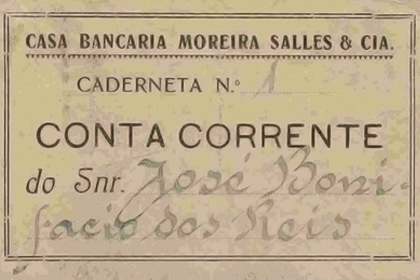 CASA BANCARIA MOREIRA SALLES & CIA.
CADERNETA N.º 1
CONTA CORRENTE
do Snr. José Boni-
facio dos Reis